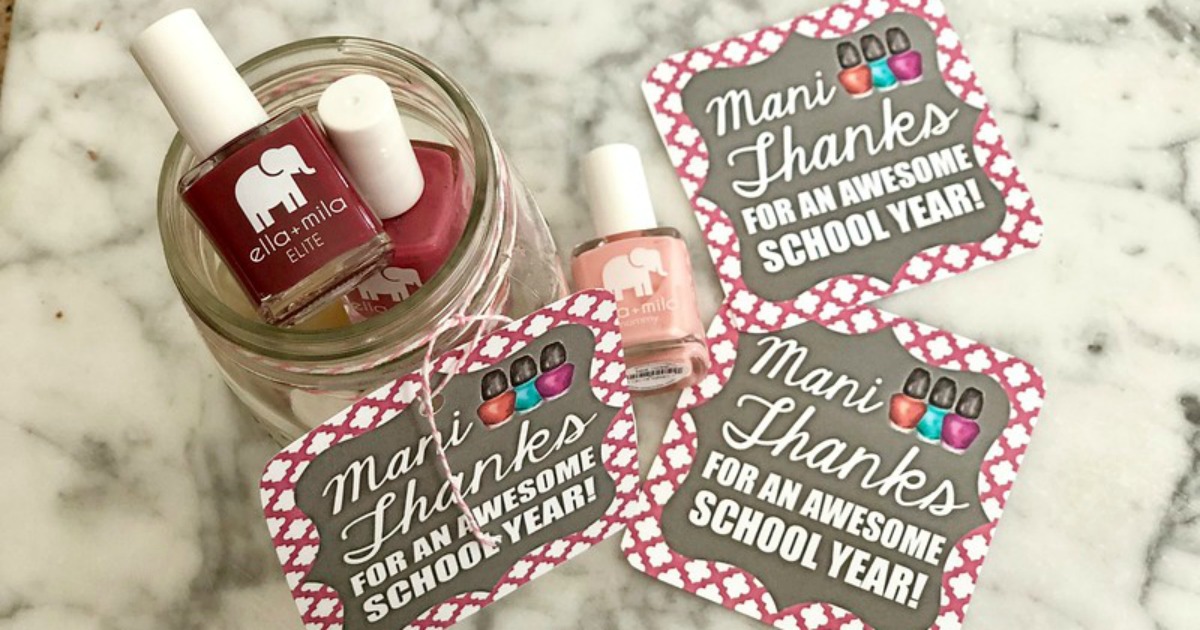 ella+mila
ELITE
ella
a+mila
mommy
Mani
Thanks
FOR AN AWESOME
SCHOOL YEAR!
Mani
Thanks
FOR AN AWESOME
SCHOOL YEAR!
Mani
Thanks
FOR AN AWESOME
SCHOOL YEAR!